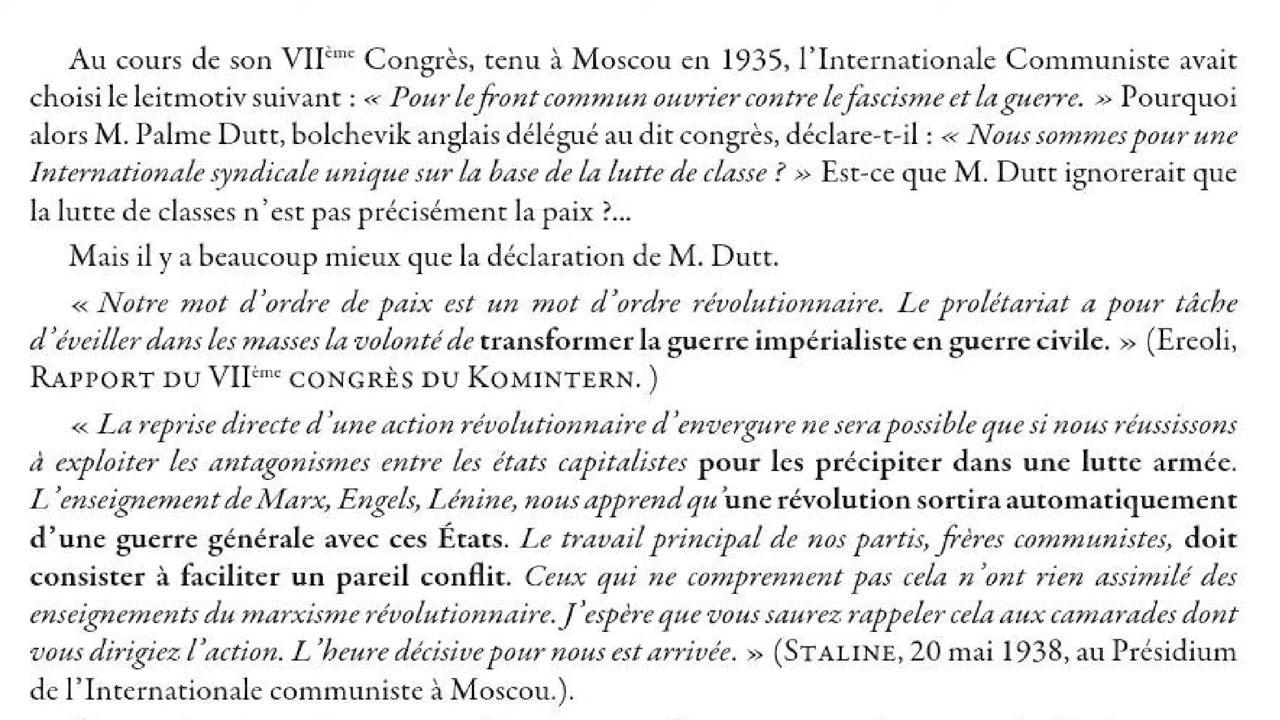 Au cours de son VIIème Congrès, tenu à Moscou en 1935, l'Internationale Communiste avait
choisi le leitmotiv suivant : « Pour le front commun ouvrier contre le fascisme et la guerre. » Pourquoi
alors M. Palme Dutt, bolchevik anglais délégué au dit congrès, déclare-t-il : « Nous sommes pour une
Internationale syndicale unique sur la base de la lutte de classe ? » Est-ce que M. Dutt ignorerait que
la lutte de classes n'est pas précisément la paix ?...
Mais il y a beaucoup mieux que la déclaration de M. Dutt.
« Notre mot d'ordre de paix est un mot d'ordre révolutionnaire. Le prolétariat a pour tâche
d'éveiller dans les masses la volonté de transformer la guerre impérialiste en guerre civile. » (Ereoli,
RAPPORT DU VIIème CONGRÈS DU KOMINTERN. )
« La reprise directe d'une action révolutionnaire d'envergure ne sera possible que si nous réussissons
à exploiter les antagonismes entre les états capitalistes pour les précipiter dans une lutte armée.
L'enseignement de Marx, Engels, Lénine, nous apprend qu'une révolution sortira automatiquement
d'une guerre générale avec ces États. Le travail principal de nos partis, frères communistes, doit
consister à faciliter un pareil conflit. Ceux qui ne comprennent pas cela n'ont rien assimilé des
enseignements du marxisme révolutionnaire. J'espère que vous saurez rappeler cela aux camarades dont
vous dirigiez l'action. L'heure décisive pour nous est arrivée. » (STALINE, 20 mai 1938, au Présidium
de l'Internationale communiste à Moscou.).